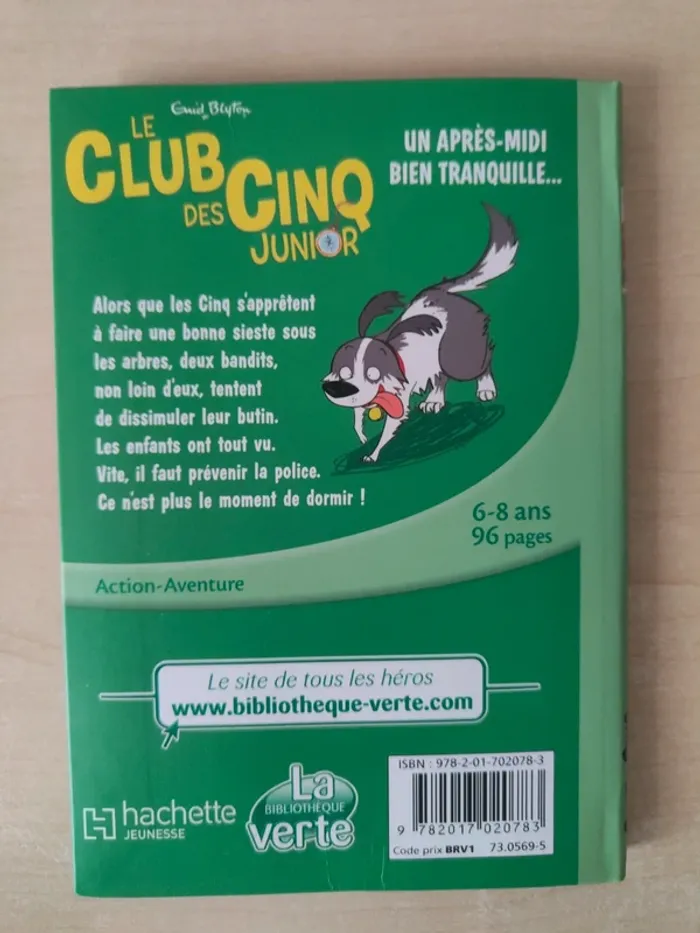 Enid Blyton
LE
CLUB
DES CINQ
JUNIOR
UN APRÈS-MIDI
BIEN TRANQUILLE...
Alors que les Cinq s'apprêtent
à faire une bonne sieste sous
les arbres, deux bandits,
non loin d'eux, tentent
de dissimuler leur butin.
Les enfants ont tout vu.
Vite, il faut prévenir la police.
Ce n'est plus le moment de dormir !
6-8 ans
96 pages
Action-Aventure
Le site de tous les héros
www.bibliotheque-verte.com
hachette
JEUNESSE
La
BIBLIOTHÈQUE
verte
ISBN : 978-2-01-702078-3
9 782017 020783
Code prix BRV1 73.0569-5